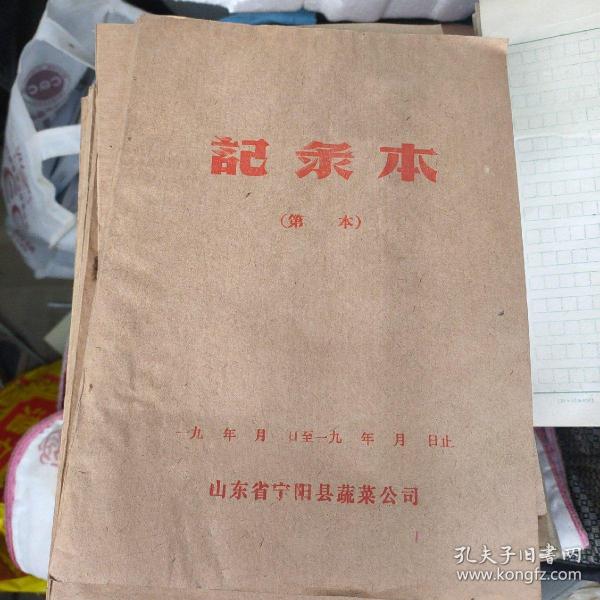 記录本
(第 本)
一九 年 月 日至一九 年 月 日止
山东省宁阳县蔬菜公司
孔夫子旧书网
www.kongfz.com